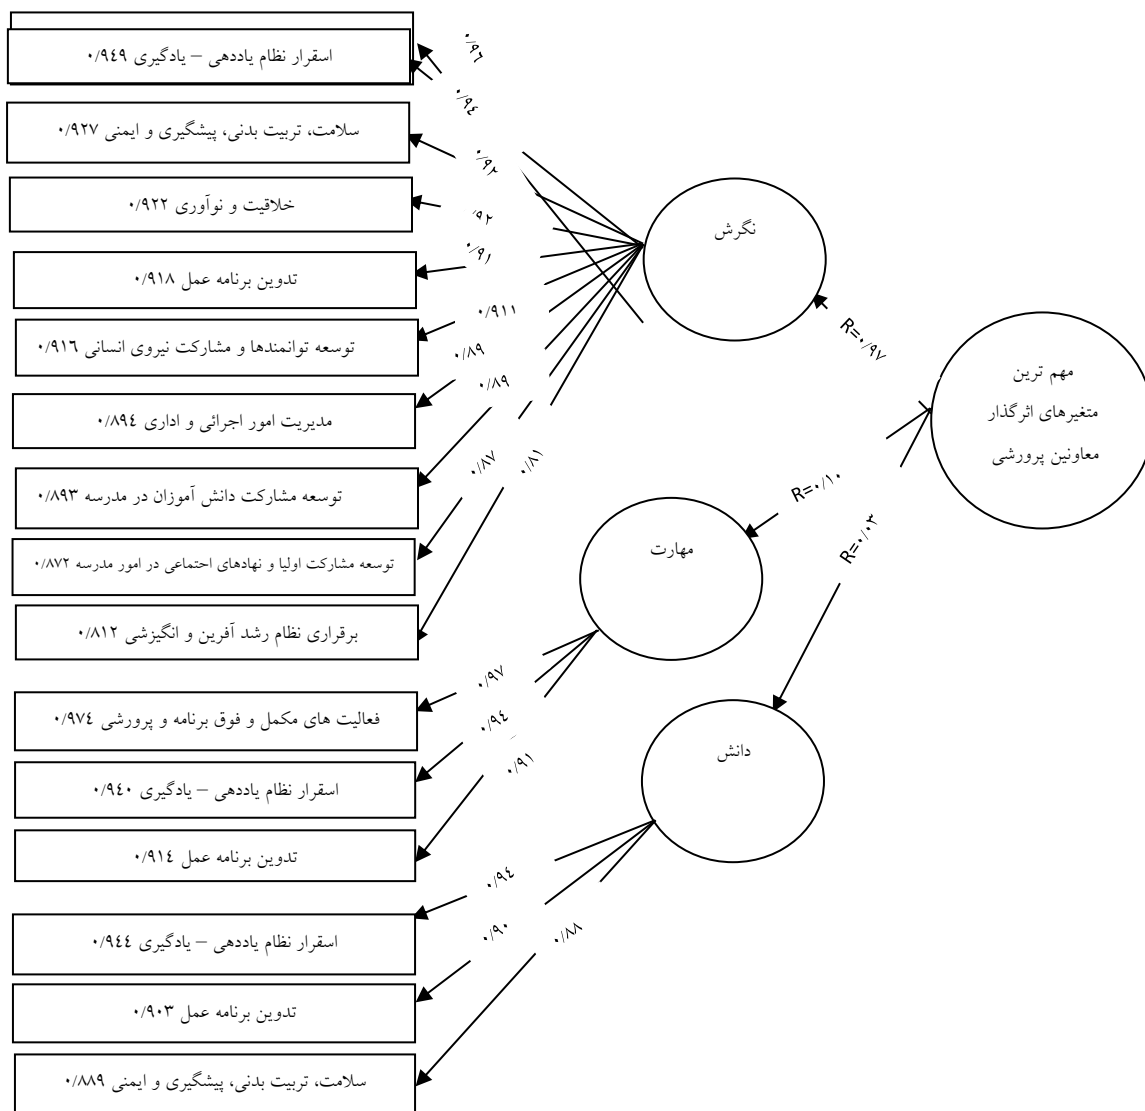 اسقرار نظام یاددهی – یادگیری ۰/۹٤۹
سلامت، تربیت بدنی، پیشگیری و ایمنی ۰/۹۲۷
خلاقیت و نوآوری ۰/۹۲۲
تدوین برنامه عمل ۰/۹۱۸
توسعه توانمندها و مشارکت نیروی انسانی ۰/۹۱٦
مدیریت امور اجرائی و اداری ۰/۸۹٤
توسعه مشارکت دانش آموزان در مدرسه ۰/۸۹۳
توسعه مشارکت اولیا و نهادهای احتماعی در امور مدرسه ۰/۸۷۲
برقراری نظام رشد آفرین و انگیزشی ۰/۸۱۲
فعالیت های مکمل و فوق برنامه و پرورشی ۰/۹۷٤
اسقرار نظام یاددهی – یادگیری ۰/۹٤۰
تدوین برنامه عمل ۰/۹۱٤
اسقرار نظام یاددهی – یادگیری ۰/۹٤٤
تدوین برنامه عمل ۰/۹۰۳
سلامت، تربیت بدنی، پیشگیری و ایمنی ۰/۸۸۹
۰/۹٦
۰/۹٤
۰/۹۲
۰/۹۲
۰/۹۱
۰/۹۱۱
۰/۸۹
۰/۸۹
۰/۸۷
۰/۸۱
۰/۹۷
۰/۹٤
۰/۹۱
۰/۹٤
۰/۹۰
۰/۸۸
نگرش
مهارت
دانش
R=۰/۹۷
R=۰/۱۰
R=۰/۰۳
مهم ترین
متغیرهای اثرگذار
معاونین پرورشی